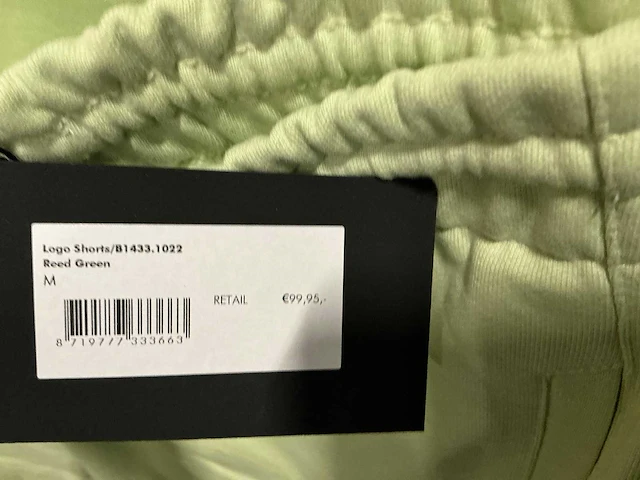 Logo Shorts/B1433.1022
Reed Green
M
RETAIL €99,95,-
8 719777 333663